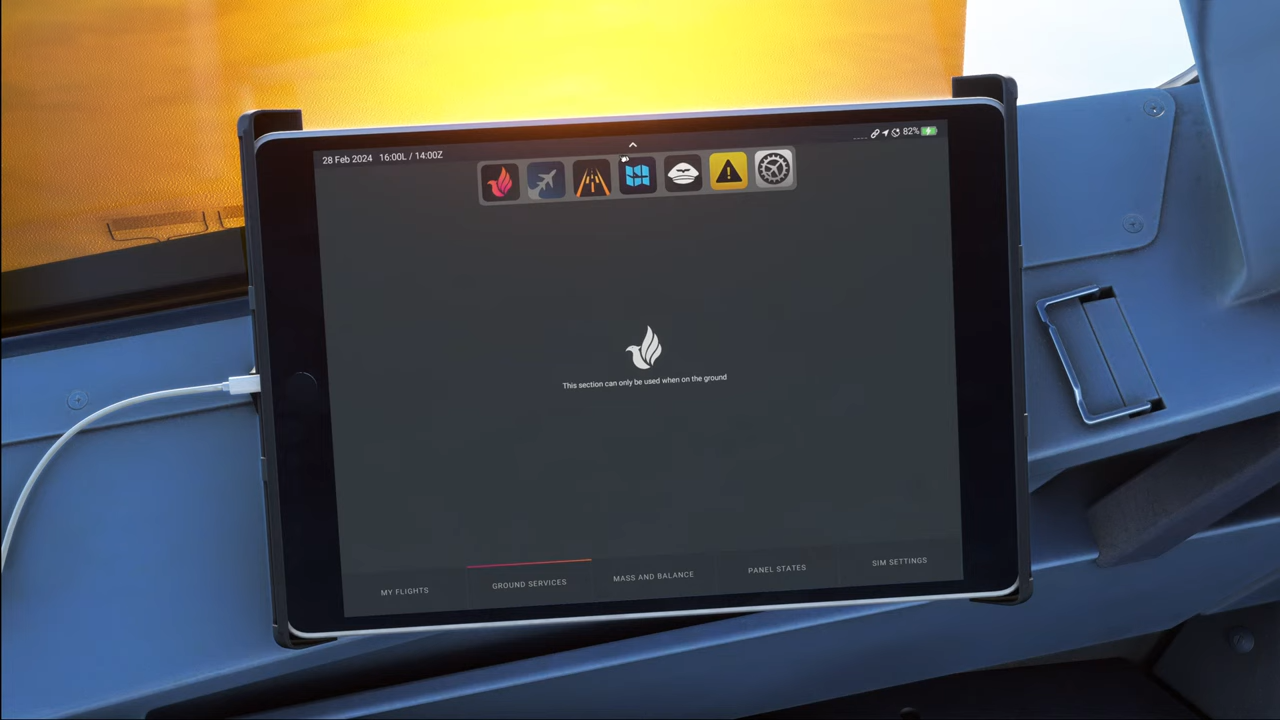 28 Feb 2024 16:00L / 14:00Z
82%
This section can only be used when on the ground
MY FLIGHTS
GROUND SERVICES
MASS AND BALANCE
PANEL STATES
SIM SETTINGS